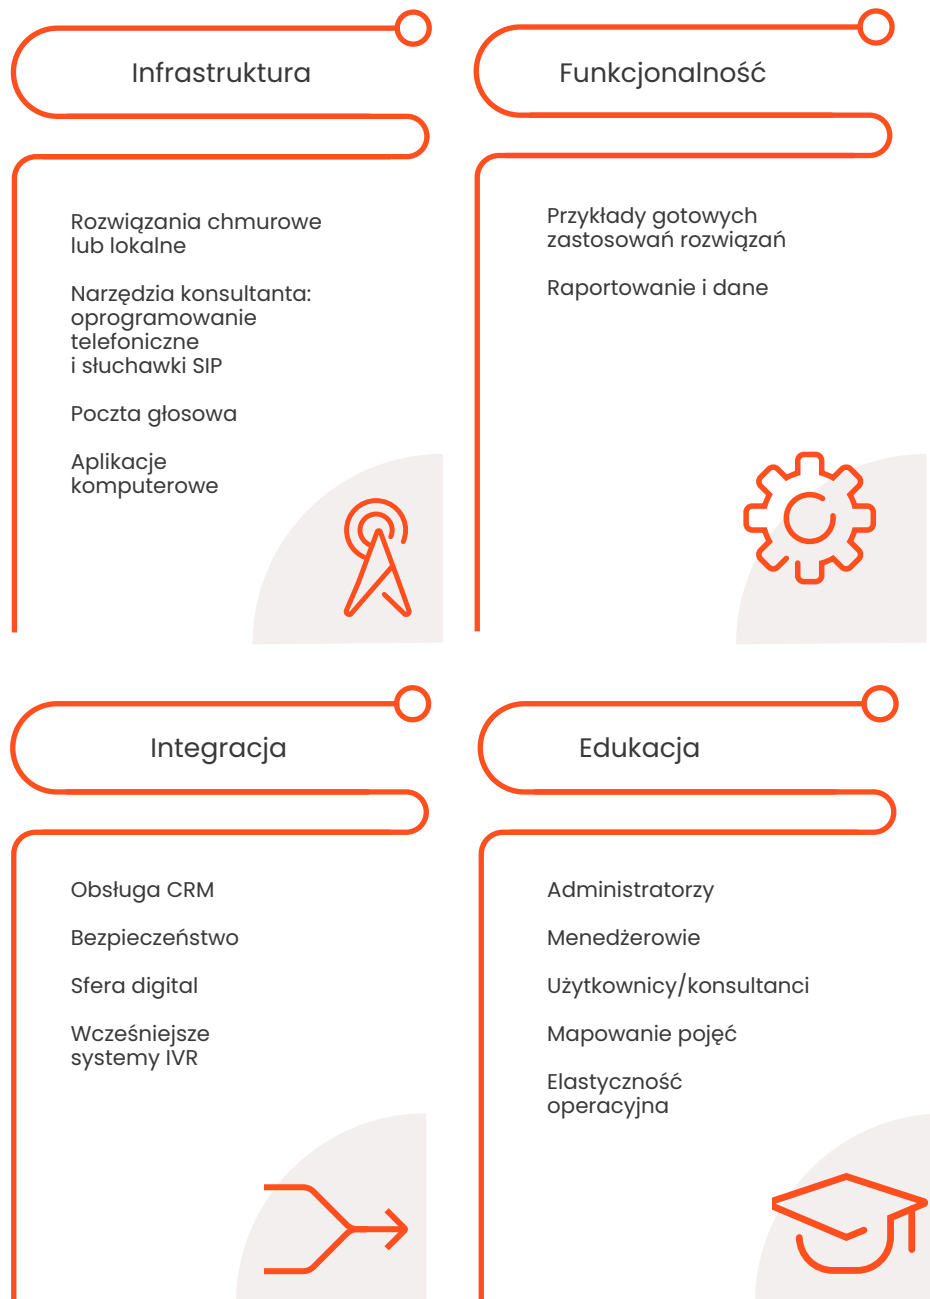 Infrastruktura
Rozwiązania chmurowe
lub lokalne
Narzędzia konsultanta:
oprogramowanie
telefoniczne
i słuchawki SIP
Poczta głosowa
Aplikacje
komputerowe
Funkcjonalność
Przykłady gotowych
zastosowań rozwiązań
Raportowanie i dane
Integracja
Obsługa CRM
Bezpieczeństwo
Sfera digital
Wcześniejsze
systemy IVR
Edukacja
Administratorzy
Menedżerowie
Użytkownicy/konsultanci
Mapowanie pojęć
Elastyczność
operacyjna